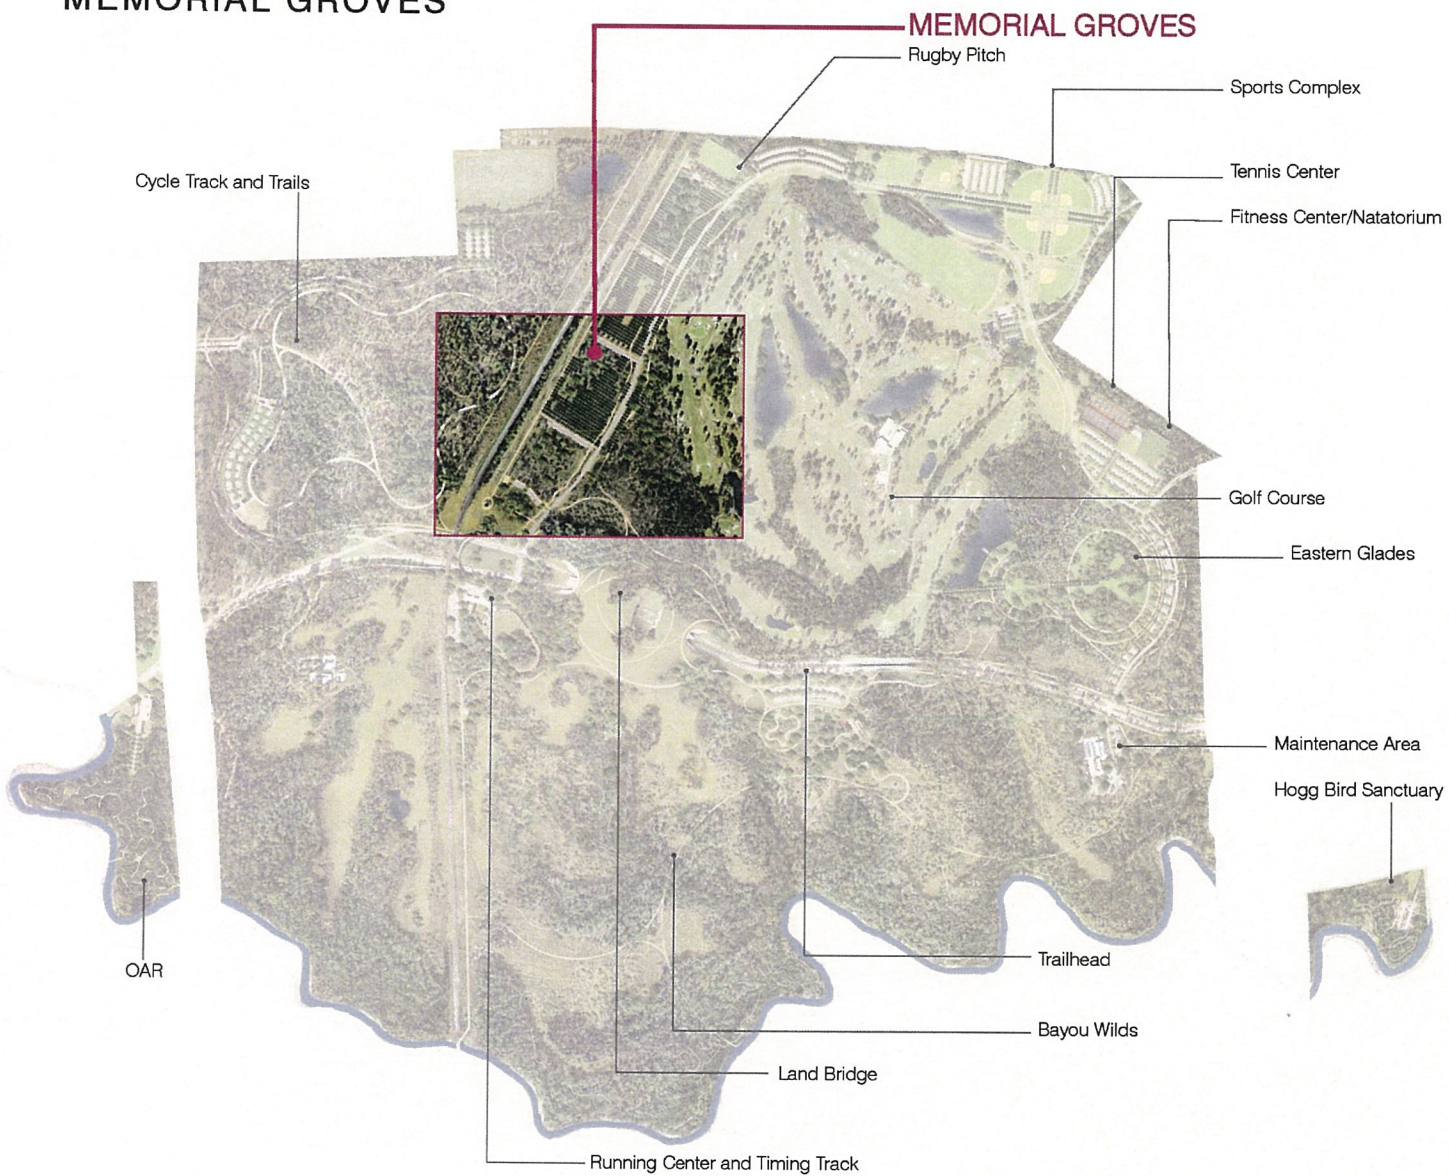 MEMORIAL GROVES
MEMORIAL GROVES
Rugby Pitch
Sports Complex
Tennis Center
Cycle Track and Trails
Fitness Center/Natatorium
Golf Course
Eastern Glades
Maintenance Area
Hogg Bird Sanctuary
OAR
Trailhead
Bayou Wilds
Land Bridge
Running Center and Timing Track